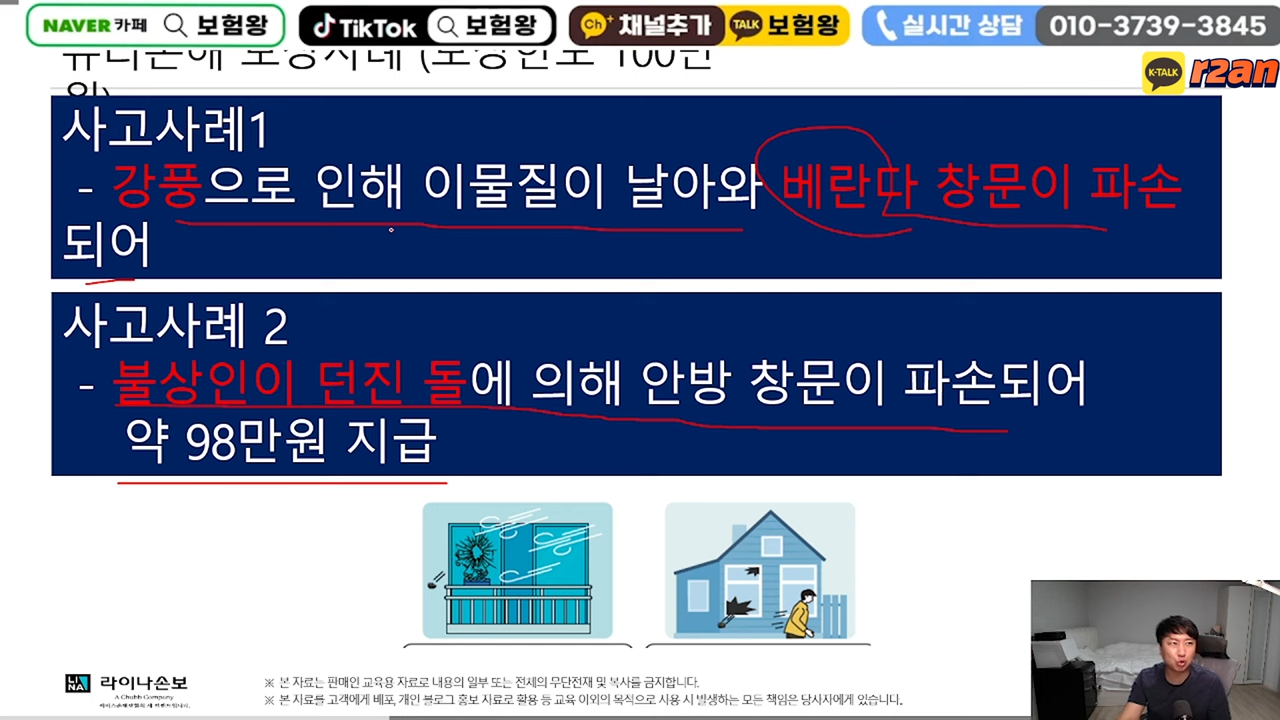 NAVER 카페 보험왕 TikTok 보험왕 Ch+ 채널추가 TALK 보험왕 실시간 상담 010-3739-3845
K-TALK r2an
사고사례1
- 강풍으로 인해 이물질이 날아와 베란다 창문이 파손
되어
사고사례 2
- 불상인이 던진 돌에 의해 안방 창문이 파손되어
약 98만원 지급
LINA 라이나손보
A Chubb Company
※ 본 자료는 판매인 교육용 자료로 내용의 일부 또는 전체의 무단전재 및 복사를 금지합니다.
※ 본 자료를 고객에게 배포, 개인 블로그 홍보 자료로 활용 등 교육 이외의 목적으로 사용 시 발생하는 모든 책임은 당사자에게 있습니다.